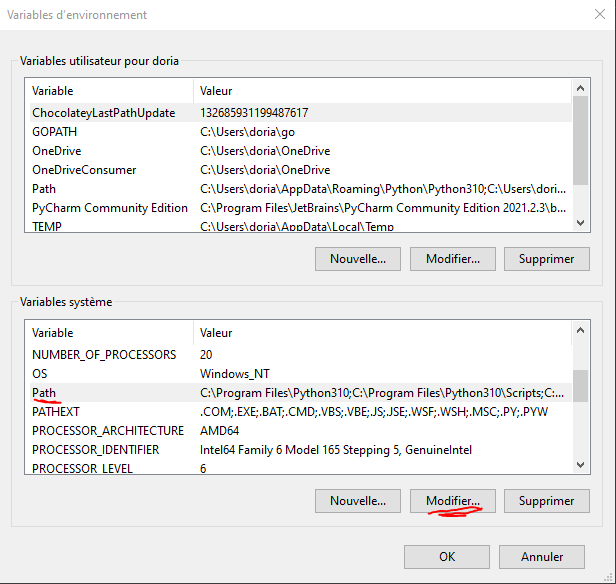 Variables d'environnement
Variables utilisateur pour doria
Variable Valeur
ChocolateyLastPathUpdate 132685931199487617
GOPATH C:\Users\doria\go
OneDrive C:\Users\doria\OneDrive
OneDriveConsumer C:\Users\doria\OneDrive
Path C:\Users\doria\AppData\Roaming\Python\Python310;C:\Users\dori...
PyCharm Community Edition C:\Program Files\JetBrains\PyCharm Community Edition 2021.2.3\b...
TEMP C:\Users\doria\AppData\Local\Temp
Nouvelle... Modifier... Supprimer
Variables système
Variable Valeur
NUMBER_OF_PROCESSORS 20
OS Windows_NT
Path C:\Program Files\Python310;C:\Program Files\Python310\Scripts;C:...
PATHEXT .COM;.EXE;.BAT;.CMD;.VBS;.VBE;.JS;.JSE;.WSF;.WSH;.MSC;.PY;.PYW
PROCESSOR_ARCHITECTURE AMD64
PROCESSOR_IDENTIFIER Intel64 Family 6 Model 165 Stepping 5, GenuineIntel
PROCESSOR_LEVEL 6
Nouvelle... Modifier... Supprimer
OK Annuler